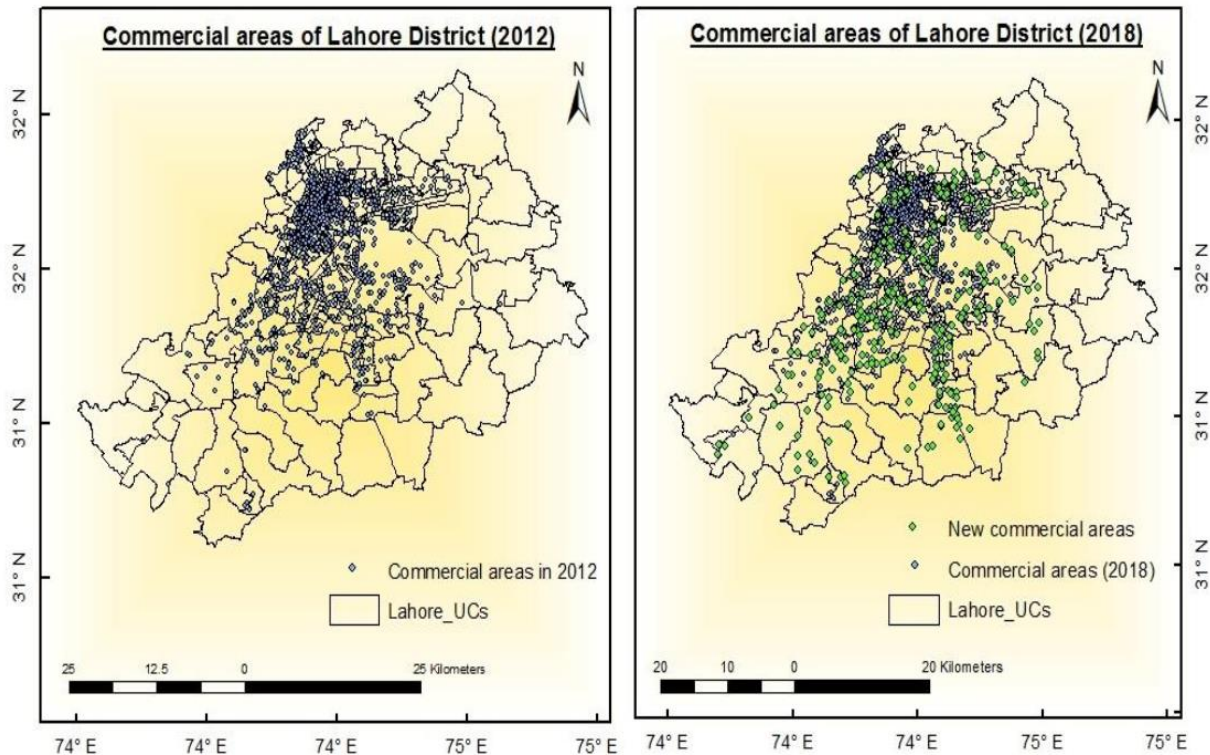 Commercial areas of Lahore District (2012)
N
32° N
32° N
31° N
31° N
Commercial areas in 2012
Lahore_UCs
25 12.5 0 25 Kilometers
74° E 74° E 74° E 75° E 75° E
Commercial areas of Lahore District (2018)
N
32° N
32° N
31° N
31° N
New commercial areas
Commercial areas (2018)
Lahore_UCs
20 10 0 20 Kilometers
74° E 74° E 74° E 75° E 75° E